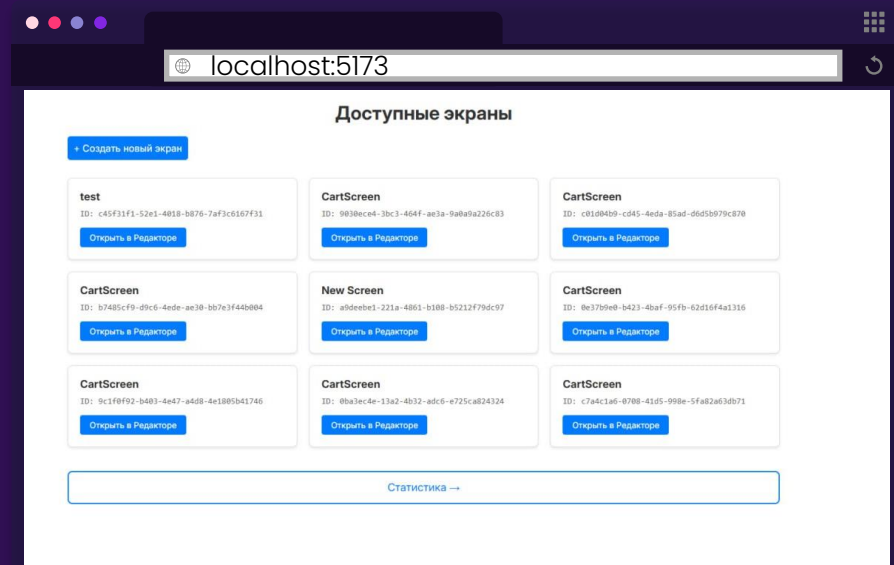 localhost:5173
Доступные экраны
+ Создать новый экран
test
ID: c45f31f1-52e1-4018-b876-7af3c6167f31
Открыть в Редакторе
CartScreen
ID: 9030ece4-3bc3-464f-ae3a-9a0a9a226c83
Открыть в Редакторе
CartScreen
ID: c01d04b9-cd45-4eda-85ad-d6d5b979c870
Открыть в Редакторе
CartScreen
ID: b7485cf9-d9c6-4ede-ae30-bb7e3f44b004
Открыть в Редакторе
New Screen
ID: a9deebe1-221a-4861-b108-b5212f79dc97
Открыть в Редакторе
CartScreen
ID: 0e37b9e0-b423-4baf-95fb-62d16f4a1316
Открыть в Редакторе
CartScreen
ID: 9c1f0f92-b403-4e47-a4d8-4e1805b41746
Открыть в Редакторе
CartScreen
ID: 0ba3ec4e-13a2-4b32-adc6-e725ca824324
Открыть в Редакторе
CartScreen
ID: c7a4c1a6-0708-41d5-998e-5fa82a63db71
Открыть в Редакторе
Статистика →